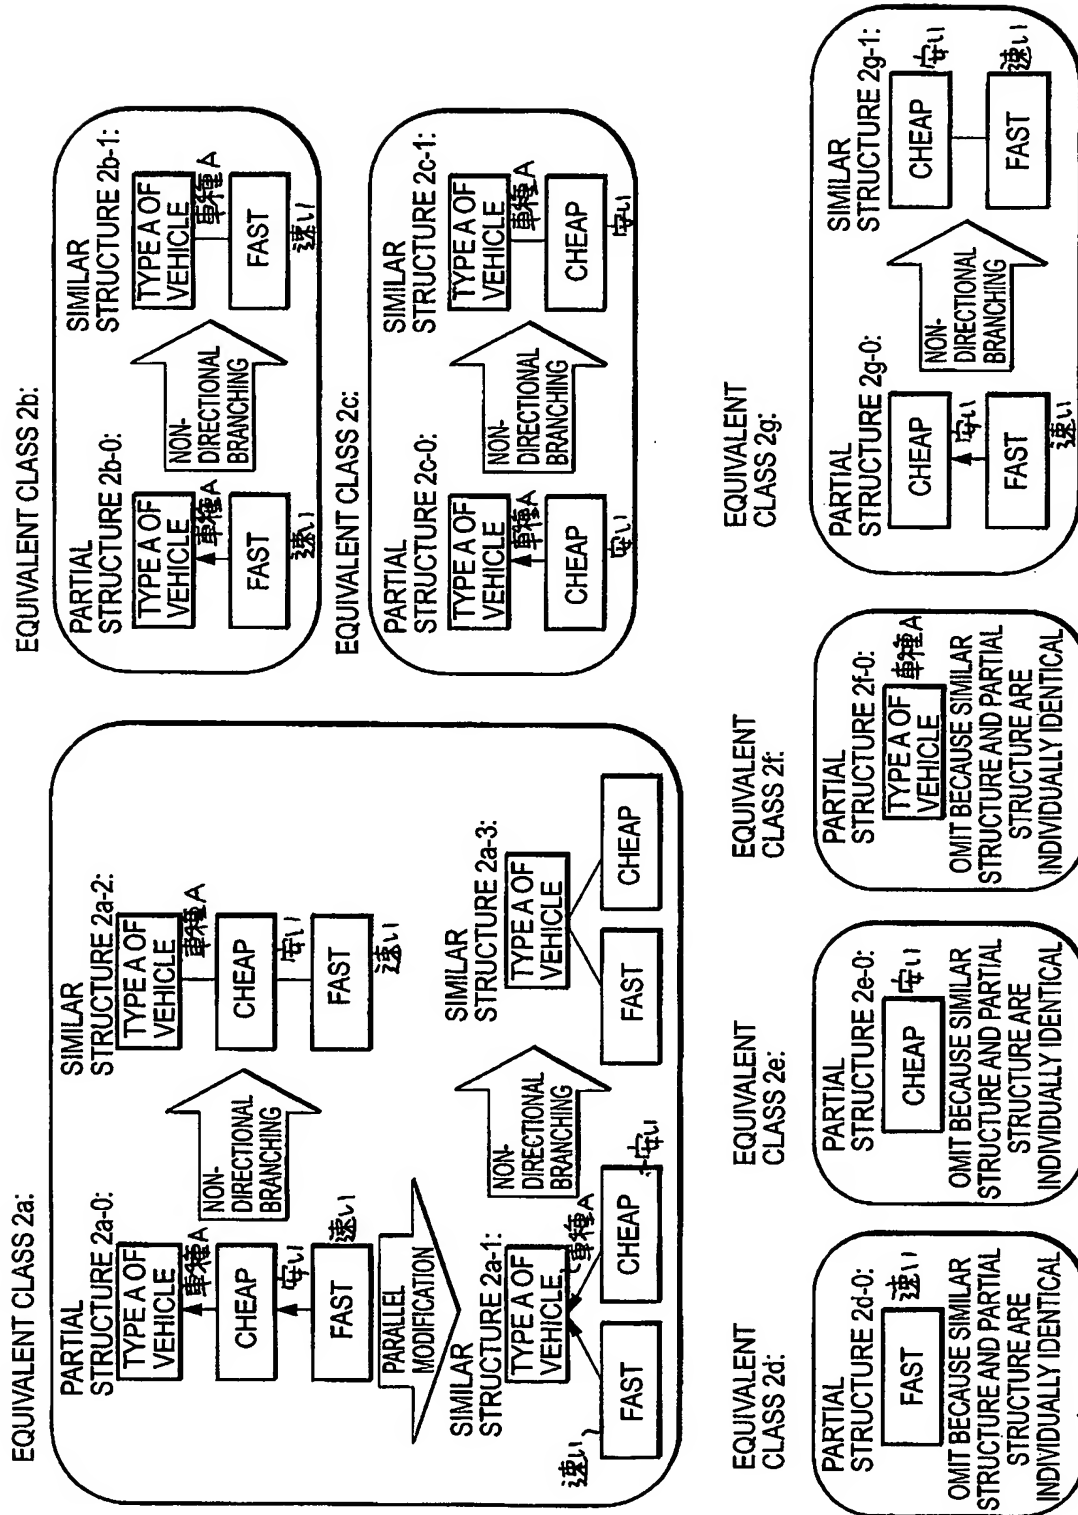 EQUIVALENT CLASS 2a:
PARTIAL
STRUCTURE 2a-0:
TYPE A OF
VEHICLE
車種A
CHEAP
安い
FAST
速い
NON-
DIRECTIONAL
BRANCHING
SIMILAR
STRUCTURE 2a-2:
TYPE A OF
VEHICLE
車種A
CHEAP
安い
FAST
速い
PARALLEL
MODIFICATION
SIMILAR
STRUCTURE 2a-1:
TYPE A OF
VEHICLE
車種A
FAST
速い
CHEAP
安い
NON-
DIRECTIONAL
BRANCHING
SIMILAR
STRUCTURE 2a-3:
TYPE A OF
VEHICLE
FAST
CHEAP
EQUIVALENT CLASS 2b:
PARTIAL
STRUCTURE 2b-0:
TYPE A OF
VEHICLE
車種A
FAST
速い
NON-
DIRECTIONAL
BRANCHING
SIMILAR
STRUCTURE 2b-1:
TYPE A OF
VEHICLE
車種A
FAST
速い
EQUIVALENT CLASS 2c:
PARTIAL
STRUCTURE 2c-0:
TYPE A OF
VEHICLE
車種A
CHEAP
安い
NON-
DIRECTIONAL
BRANCHING
SIMILAR
STRUCTURE 2c-1:
TYPE A OF
VEHICLE
車種A
CHEAP
安い
EQUIVALENT
CLASS 2d:
PARTIAL
STRUCTURE 2d-0:
FAST
速い
OMIT BECAUSE SIMILAR
STRUCTURE AND PARTIAL
STRUCTURE ARE
INDIVIDUALLY IDENTICAL
EQUIVALENT
CLASS 2e:
PARTIAL
STRUCTURE 2e-0:
CHEAP
安い
OMIT BECAUSE SIMILAR
STRUCTURE AND PARTIAL
STRUCTURE ARE
INDIVIDUALLY IDENTICAL
EQUIVALENT
CLASS 2f:
PARTIAL
STRUCTURE 2f-0:
TYPE A OF
VEHICLE
車種A
OMIT BECAUSE SIMILAR
STRUCTURE AND PARTIAL
STRUCTURE ARE
INDIVIDUALLY IDENTICAL
EQUIVALENT
CLASS 2g:
PARTIAL
STRUCTURE 2g-0:
CHEAP
安い
FAST
速い
NON-
DIRECTIONAL
BRANCHING
SIMILAR
STRUCTURE 2g-1:
CHEAP
安い
FAST
速い